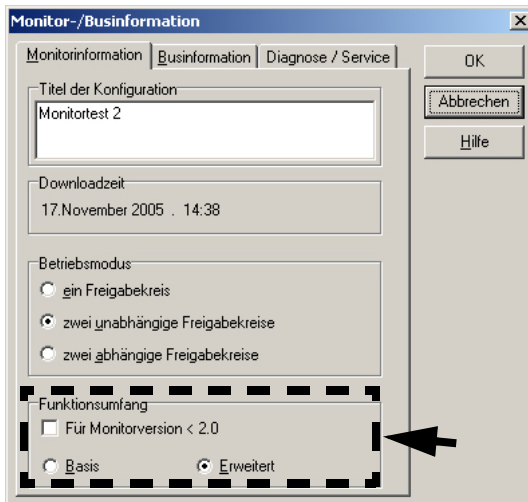 Monitor-/Businformation
Monitorinformation
Businformation
Diagnose / Service
OK
Abbrechen
Hilfe
Titel der Konfiguration
Monitortest 2
Downloadzeit
17.November 2005 . 14:38
Betriebsmodus
ein Freigabekreis
zwei unabhängige Freigabekreise
zwei abhängige Freigabekreise
Funktionsumfang
Für Monitorversion < 2.0
Basis
Erweitert